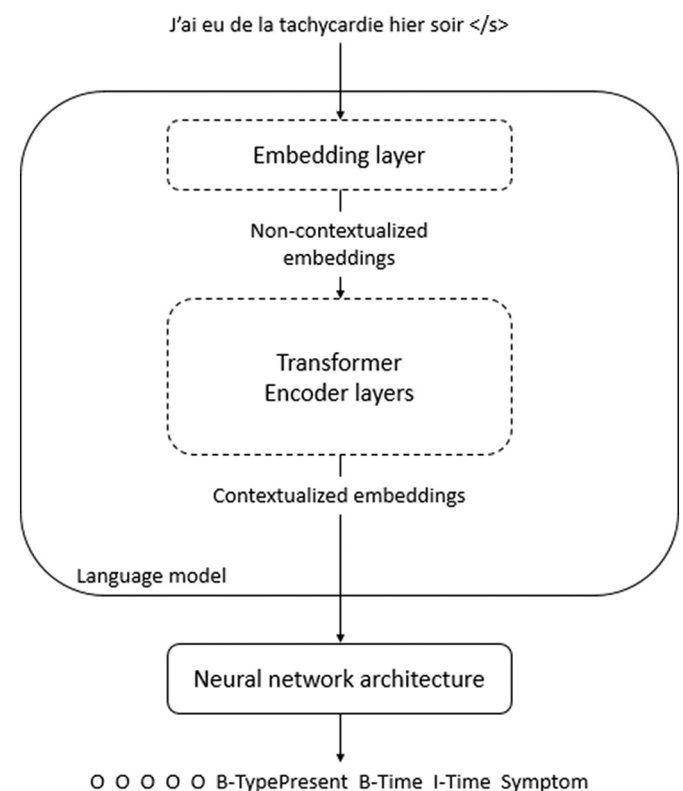 J'ai eu de la tachycardie hier soir </s>
Embedding layer
Non-contextualized
embeddings
Transformer
Encoder layers
Contextualized embeddings
Language model
Neural network architecture
O O O O O B-TypePresent B-Time I-Time Symptom